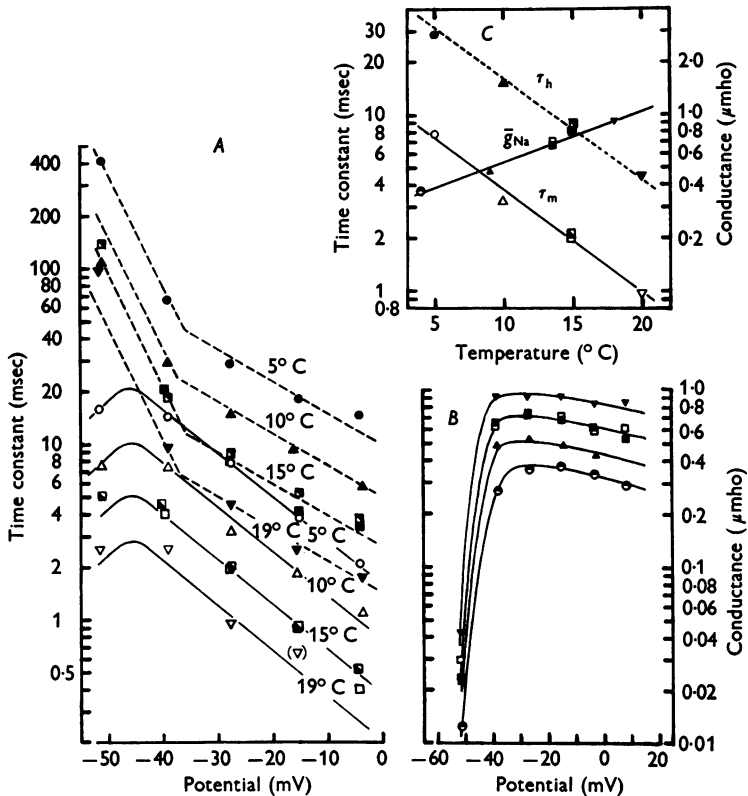 A
Time constant (msec)
400
200
100
80
60
40
20
10
8
6
4
2
1
0·5
5° C
10° C
15° C
19° C
5° C
10° C
15° C
19° C
−50
−40
−30
−20
−10
0
Potential (mV)
C
Time constant (msec)
30
20
10
8
6
4
2
1
0·8
τh
ḡNa
τm
2·0
1·0
0·8
0·6
0·4
0·2
Conductance (μmho)
5
10
15
20
Temperature (° C)
B
1·0
0·8
0·6
0·4
0·2
0·1
0·08
0·06
0·04
0·02
0·01
Conductance (μmho)
−60
−40
−20
0
20
Potential (mV)